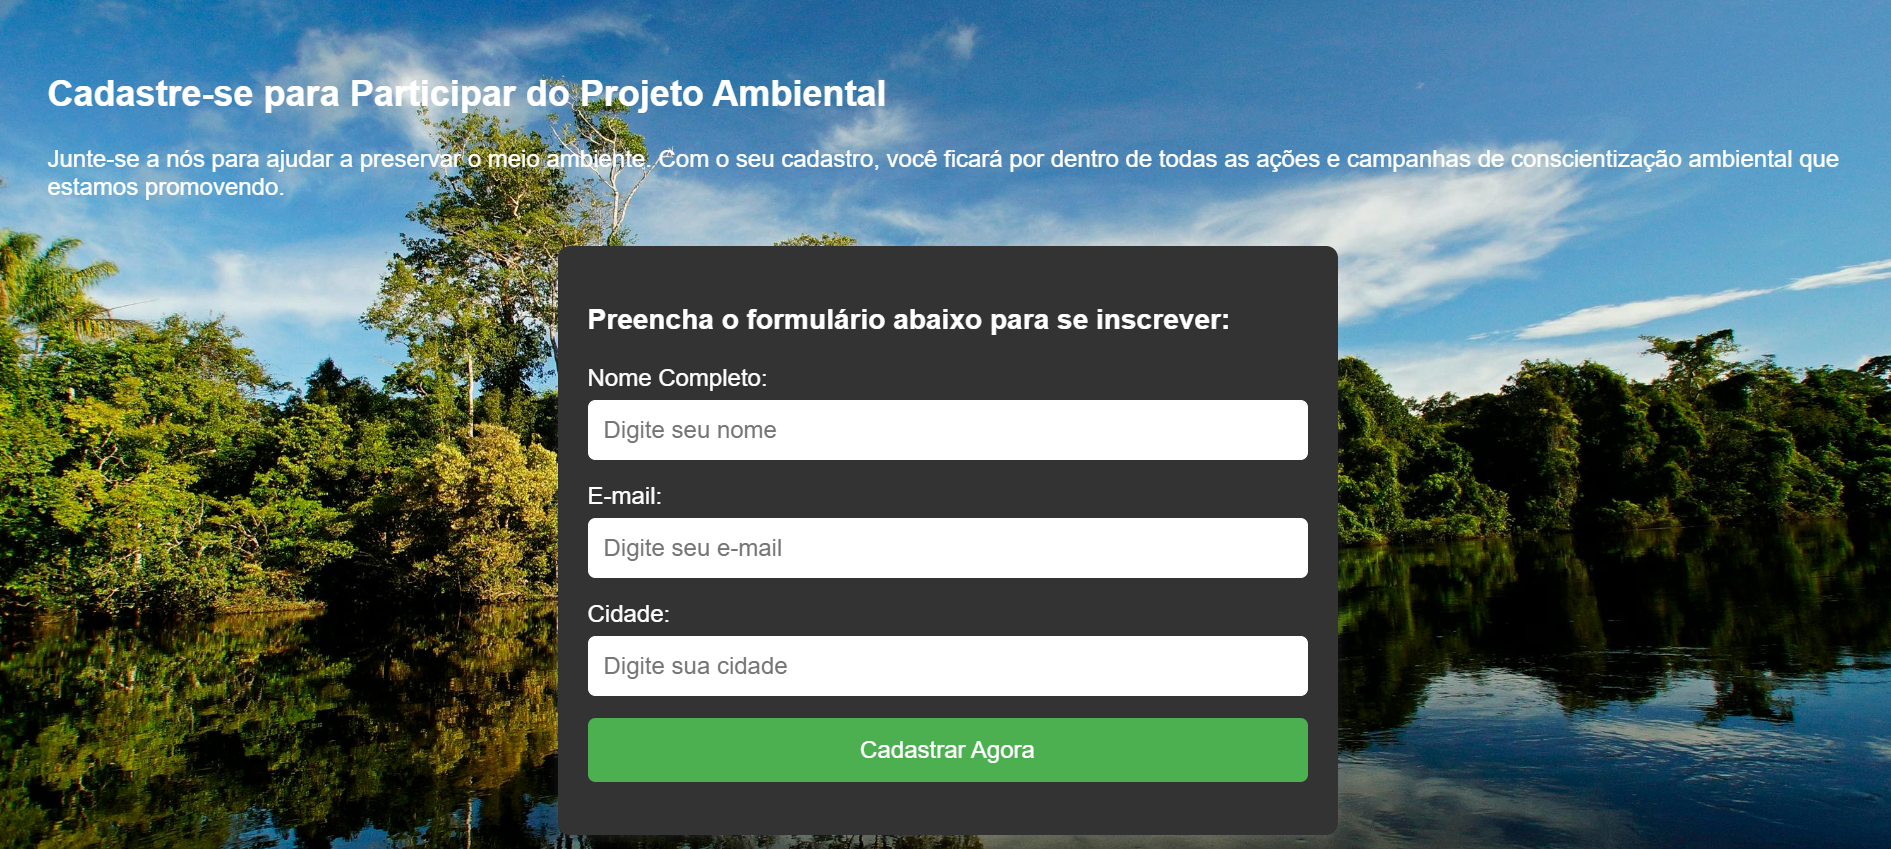 Cadastre-se para Participar do Projeto Ambiental
Junte-se a nós para ajudar a preservar o meio ambiente. Com o seu cadastro, você ficará por dentro de todas as ações e campanhas de conscientização ambiental que
estamos promovendo.
Preencha o formulário abaixo para se inscrever:
Nome Completo:
Digite seu nome
E-mail:
Digite seu e-mail
Cidade:
Digite sua cidade
Cadastrar Agora